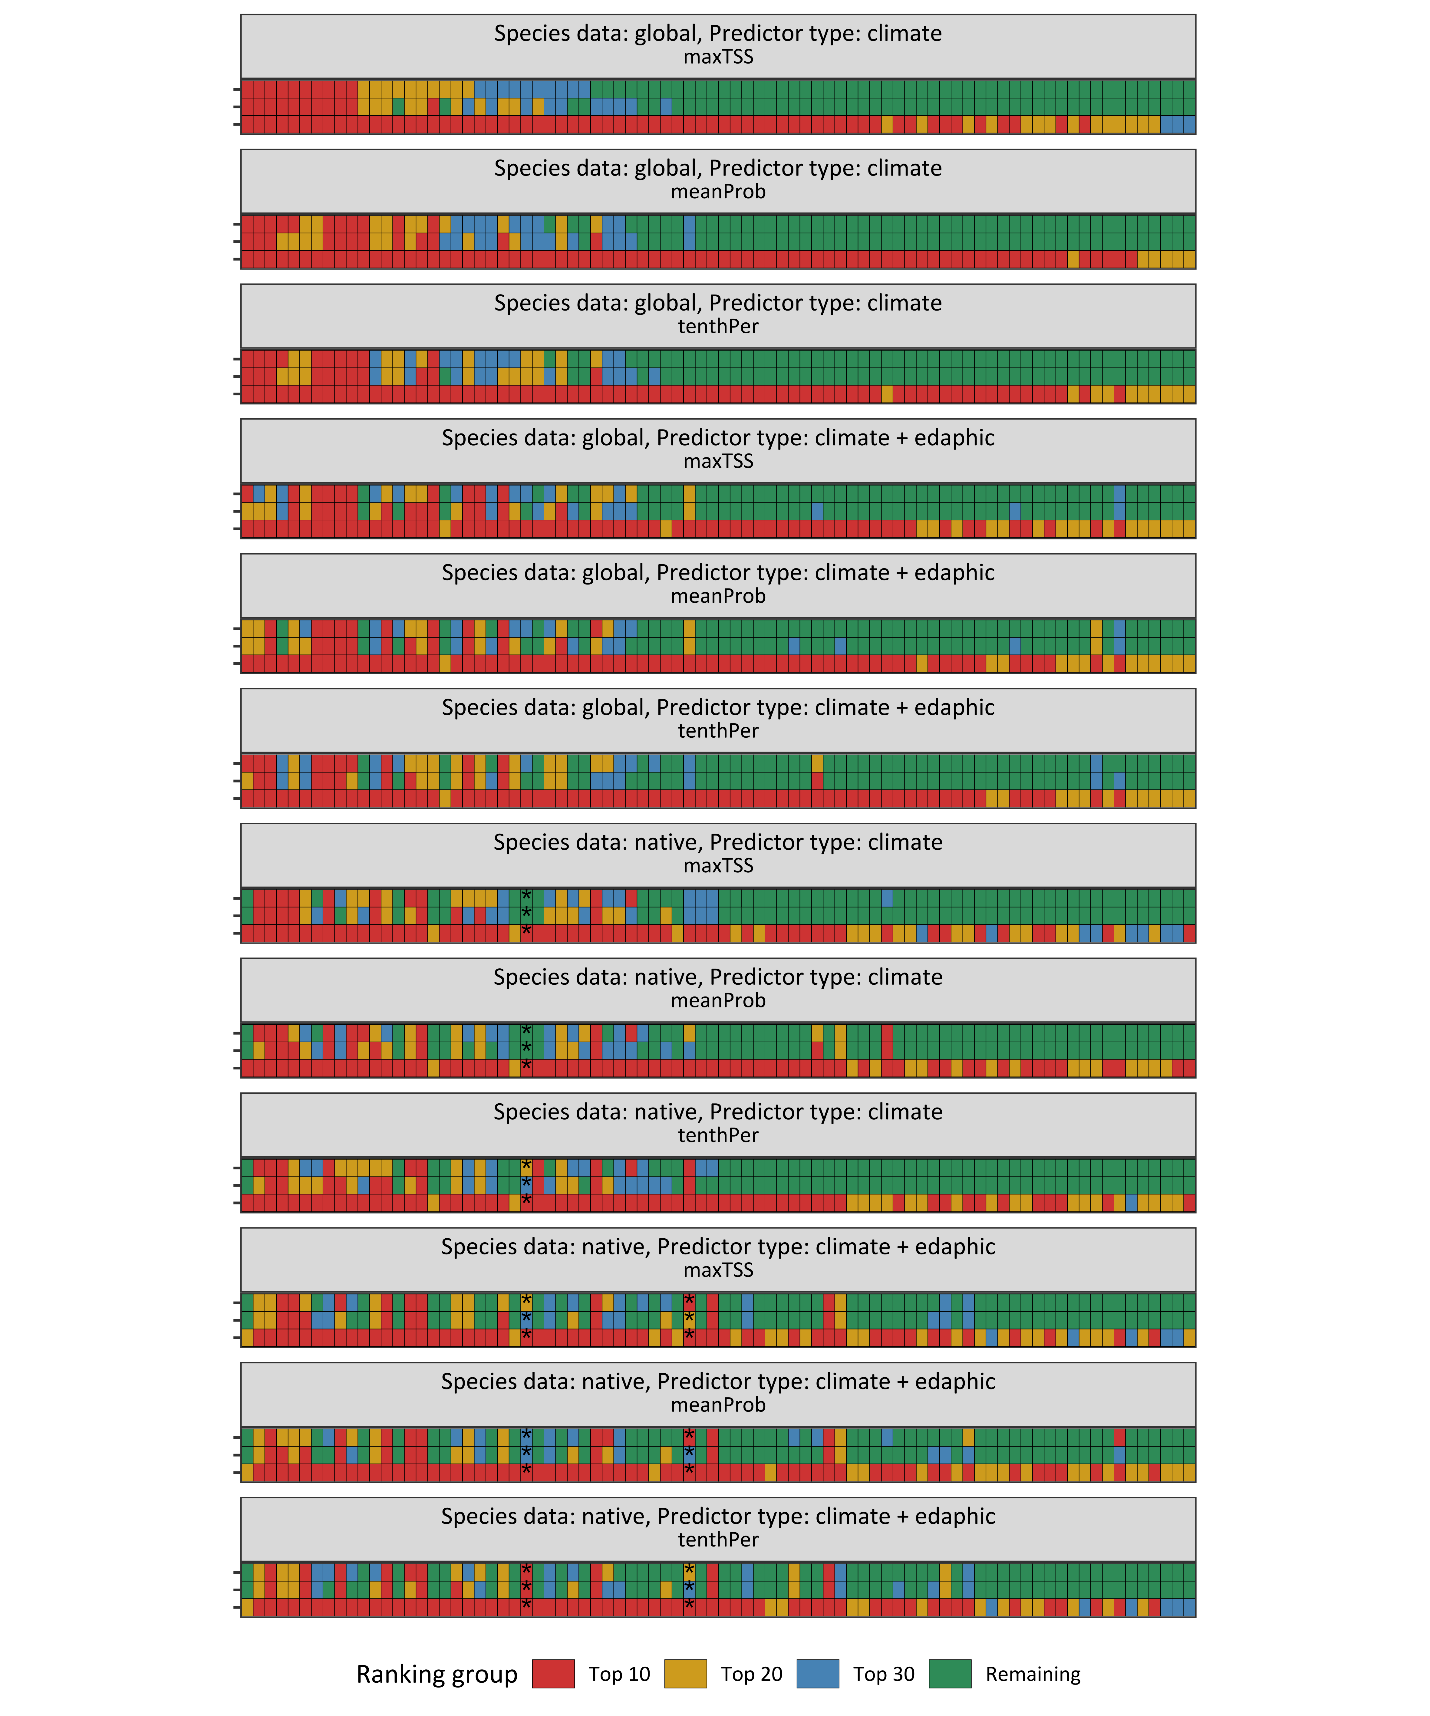 Species data: global, Predictor type: climate
maxTSS
Species data: global, Predictor type: climate
meanProb
Species data: global, Predictor type: climate
tenthPer
Species data: global, Predictor type: climate + edaphic
maxTSS
Species data: global, Predictor type: climate + edaphic
meanProb
Species data: global, Predictor type: climate + edaphic
tenthPer
Species data: native, Predictor type: climate
maxTSS
* 
*
*
Species data: native, Predictor type: climate
meanProb
*
*
*
Species data: native, Predictor type: climate
tenthPer
*
*
*
Species data: native, Predictor type: climate + edaphic
maxTSS
* *
* *
* *
Species data: native, Predictor type: climate + edaphic
meanProb
* *
* *
* *
Species data: native, Predictor type: climate + edaphic
tenthPer
* *
* *
* *
Ranking group Top 10 Top 20 Top 30 Remaining